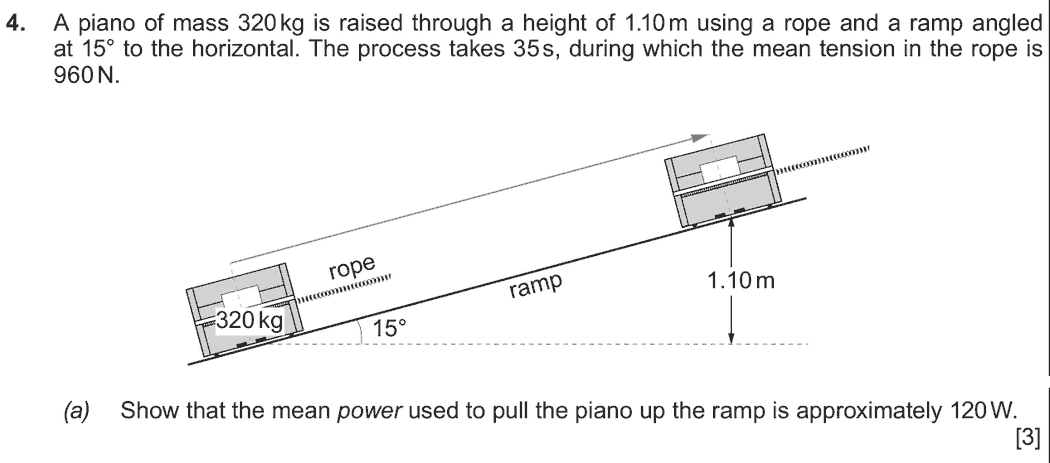 4. A piano of mass 320 kg is raised through a height of 1.10 m using a rope and a ramp angled
at 15° to the horizontal. The process takes 35 s, during which the mean tension in the rope is
960 N.
rope
ramp
1.10 m
320 kg
15°
(a) Show that the mean power used to pull the piano up the ramp is approximately 120 W.
[3]